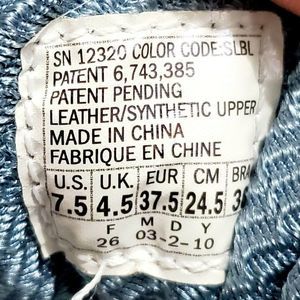 SN 12320 COLOR CODE:SLBL
PATENT 6,743,385
PATENT PENDING
LEATHER/SYNTHETIC UPPER
MADE IN CHINA
FABRIQUE EN CHINE
U.S. U.K. EUR CM BRA
7.5 4.5 37.5 24.5
F M D Y
26 03-2-10